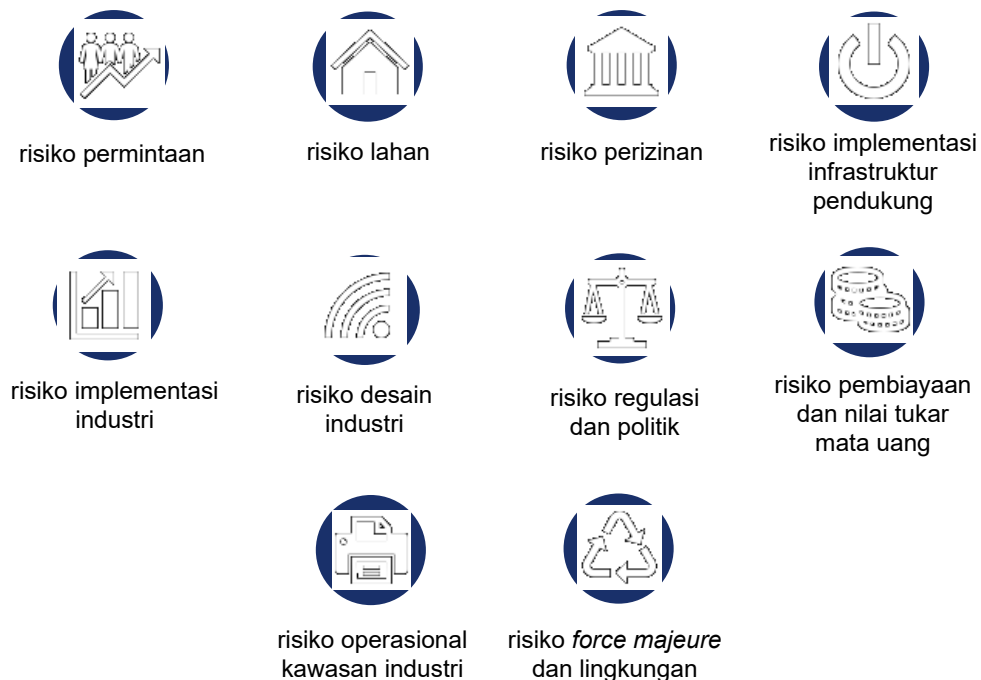 risiko permintaan
risiko lahan
risiko perizinan
risiko implementasi
infrastruktur
pendukung
risiko implementasi
industri
risiko desain
industri
risiko regulasi
dan politik
risiko pembiayaan
dan nilai tukar
mata uang
risiko operasional
kawasan industri
risiko force majeure
dan lingkungan